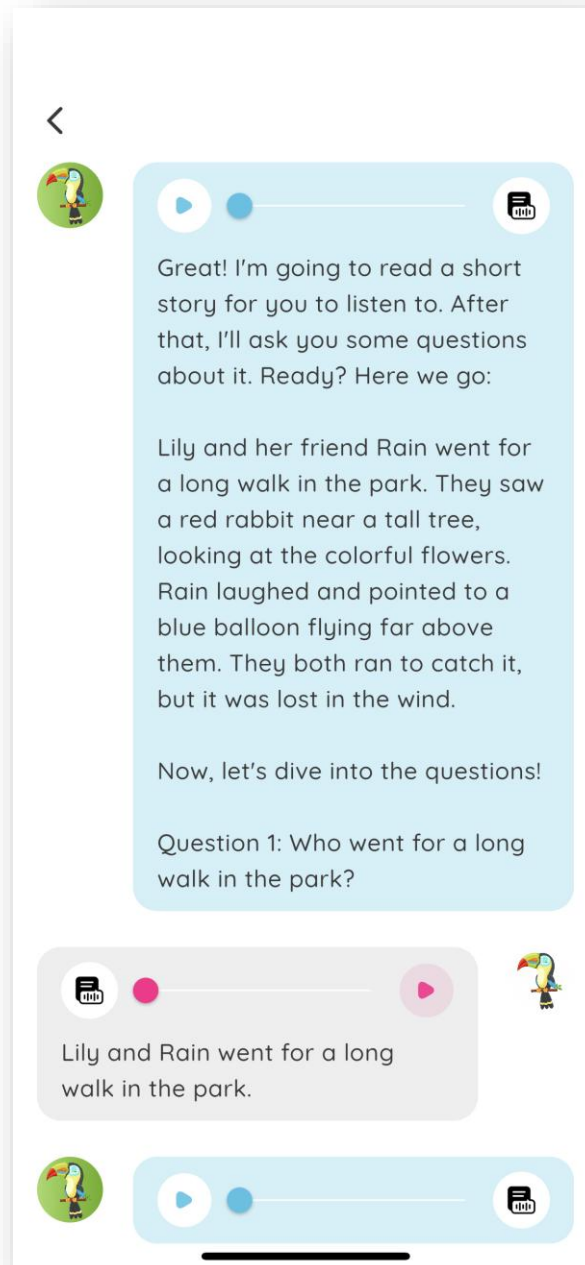 Great! I'm going to read a short
story for you to listen to. After
that, I'll ask you some questions
about it. Ready? Here we go:
Lily and her friend Rain went for
a long walk in the park. They saw
a red rabbit near a tall tree,
looking at the colorful flowers.
Rain laughed and pointed to a
blue balloon flying far above
them. They both ran to catch it,
but it was lost in the wind.
Now, let's dive into the questions!
Question 1: Who went for a long
walk in the park?
Lily and Rain went for a long
walk in the park.